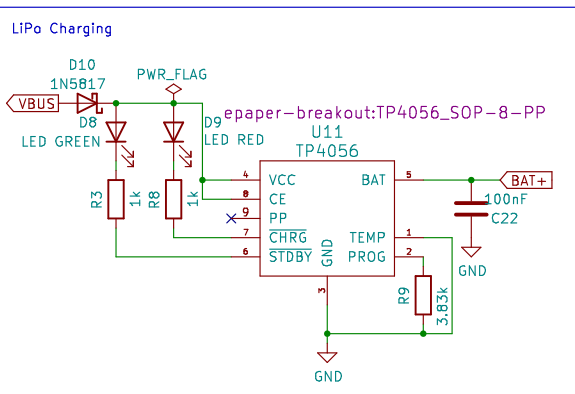 LiPo Charging
D10
1N5817
PWR_FLAG
VBUS
epaper-breakout:TP4056_SOP-8-PP
D8
LED GREEN
D9
LED RED
U11
TP4056
R3
1k
R8
1k
4
VCC
8
CE
9
PP
7
CHRG
6
STDBY
GND
3
BAT
5
TEMP
1
PROG
2
BAT+
100nF
C22
GND
R9
3.83k
GND